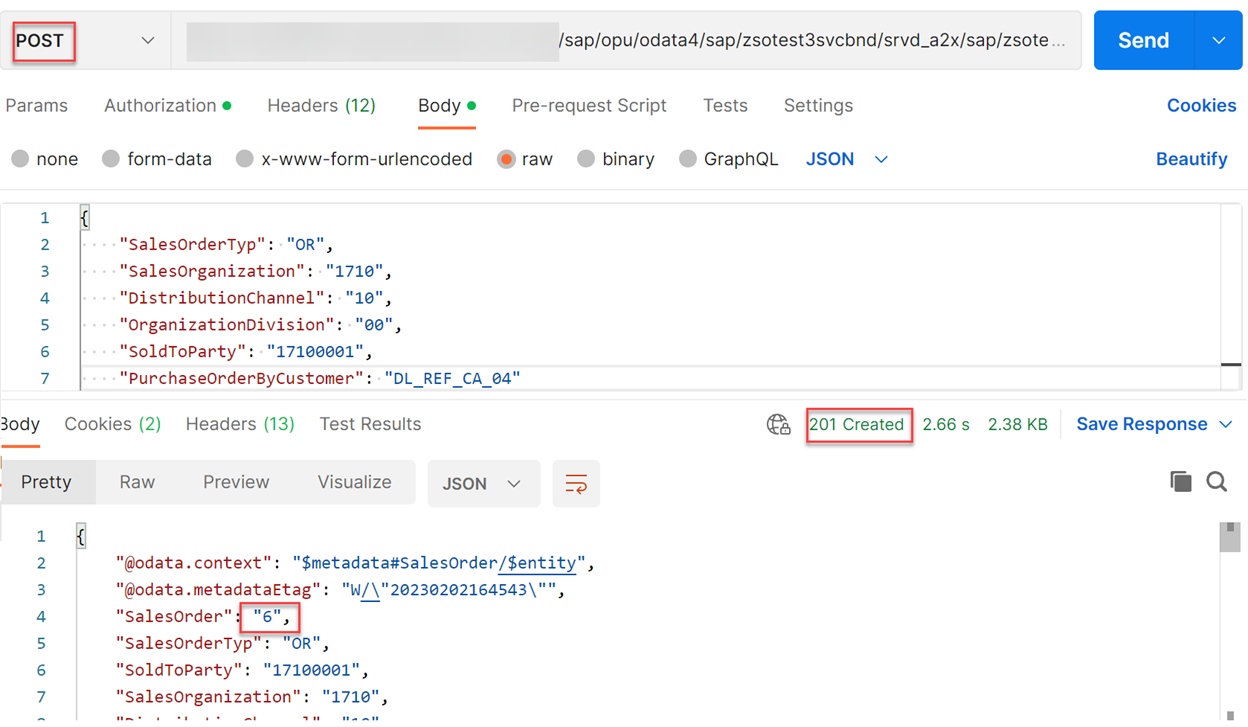 POST /sap/opu/odata4/sap/zsotest3svcbnd/srvd_a2x/sap/zsote... Send
Params Authorization Headers (12) Body Pre-request Script Tests Settings Cookies
none form-data x-www-form-urlencoded raw binary GraphQL JSON Beautify
1 {
2 "SalesOrderTyp": "OR",
3 "SalesOrganization": "1710",
4 "DistributionChannel": "10",
5 "OrganizationDivision": "00",
6 "SoldToParty": "17100001",
7 "PurchaseOrderByCustomer": "DL_REF_CA_04"
Body Cookies (2) Headers (13) Test Results 201 Created 2.66 s 2.38 KB Save Response
Pretty Raw Preview Visualize JSON
1 {
2 "@odata.context": "$metadata#SalesOrder/$entity",
3 "@odata.metadataEtag": "W/\"20230202164543\"",
4 "SalesOrder": "6",
5 "SalesOrderTyp": "OR",
6 "SoldToParty": "17100001",
7 "SalesOrganization": "1710",